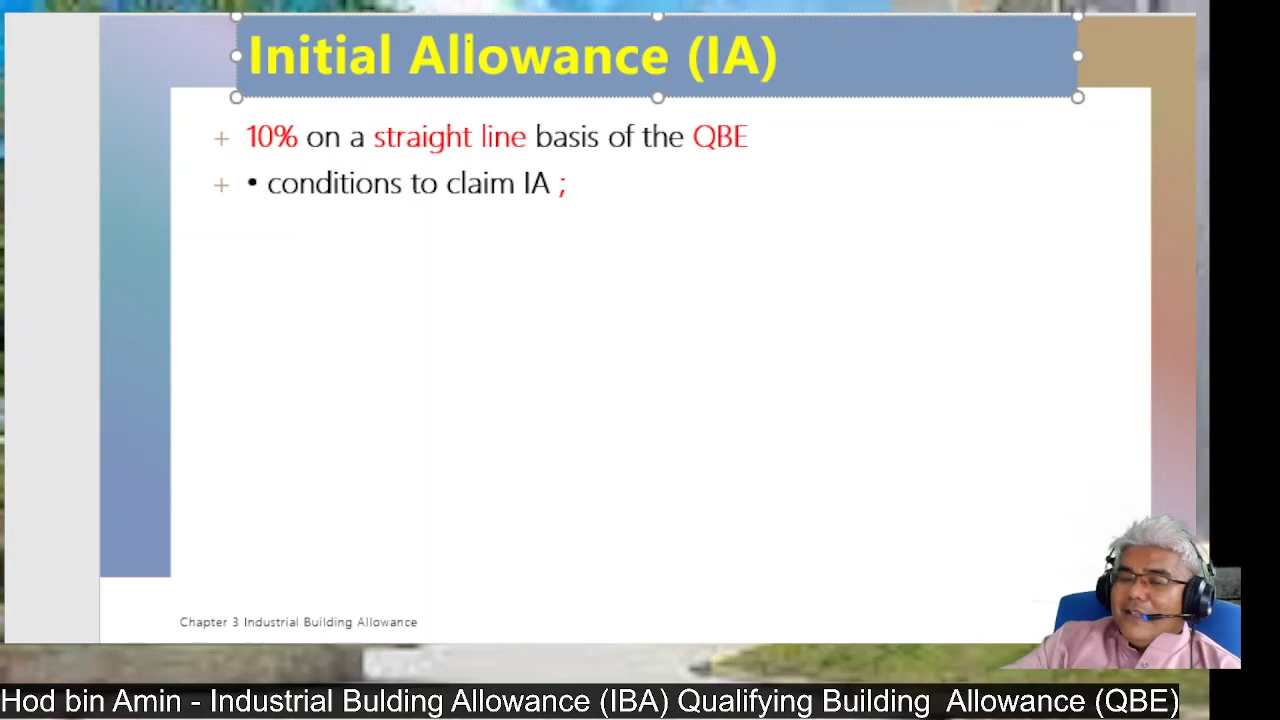 Initial Allowance (IA)
+ 10% on a straight line basis of the QBE
+ • conditions to claim IA ;
Chapter 3 Industrial Building Allowance
Hod bin Amin - Industrial Bulding Allowance (IBA) Qualifying Building Allowance (QBE)